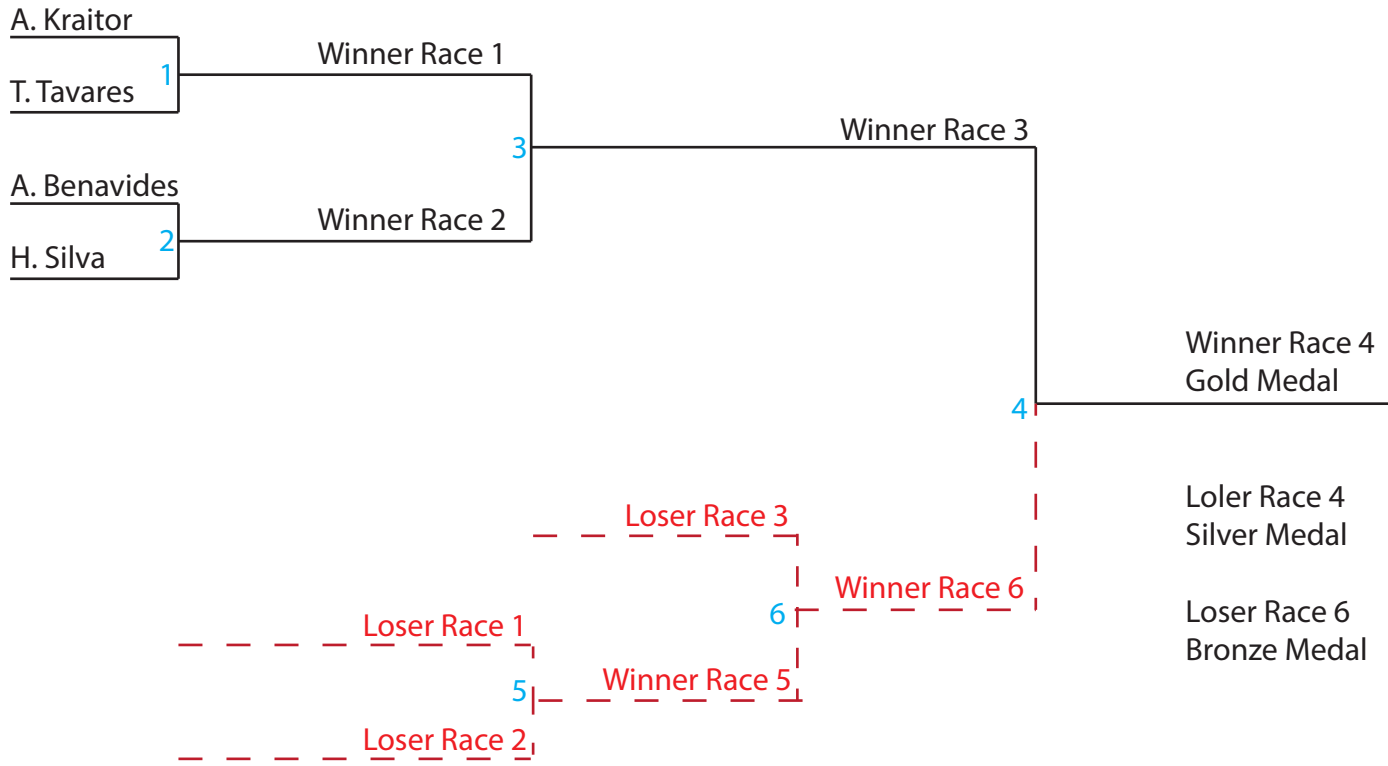 A. Kraitor
1
T. Tavares
Winner Race 1
A. Benavides
2
H. Silva
Winner Race 2
3
Winner Race 3
4
Winner Race 4
Gold Medal
Loler Race 4
Silver Medal
Loser Race 6
Bronze Medal
Loser Race 3
6
Winner Race 6
Loser Race 1
5
Winner Race 5
Loser Race 2